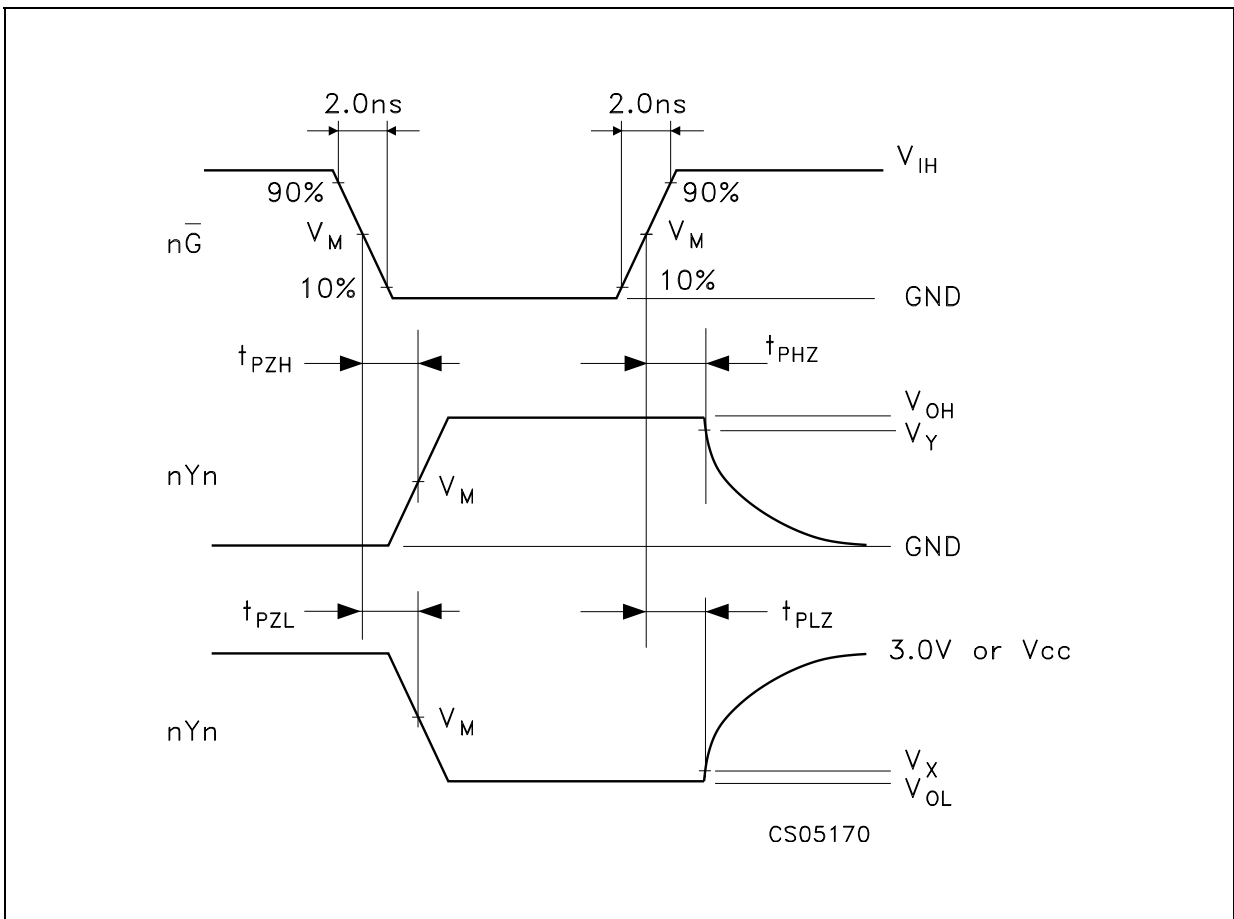 2.0ns 2.0ns
V_IH
90% 90%
nG̅ V_M V_M
10% 10%
GND
t_PZH t_PHZ
V_OH
V_Y
nYn V_M
GND
t_PZL t_PLZ
3.0V or Vcc
nYn V_M
V_X
V_OL
CS05170